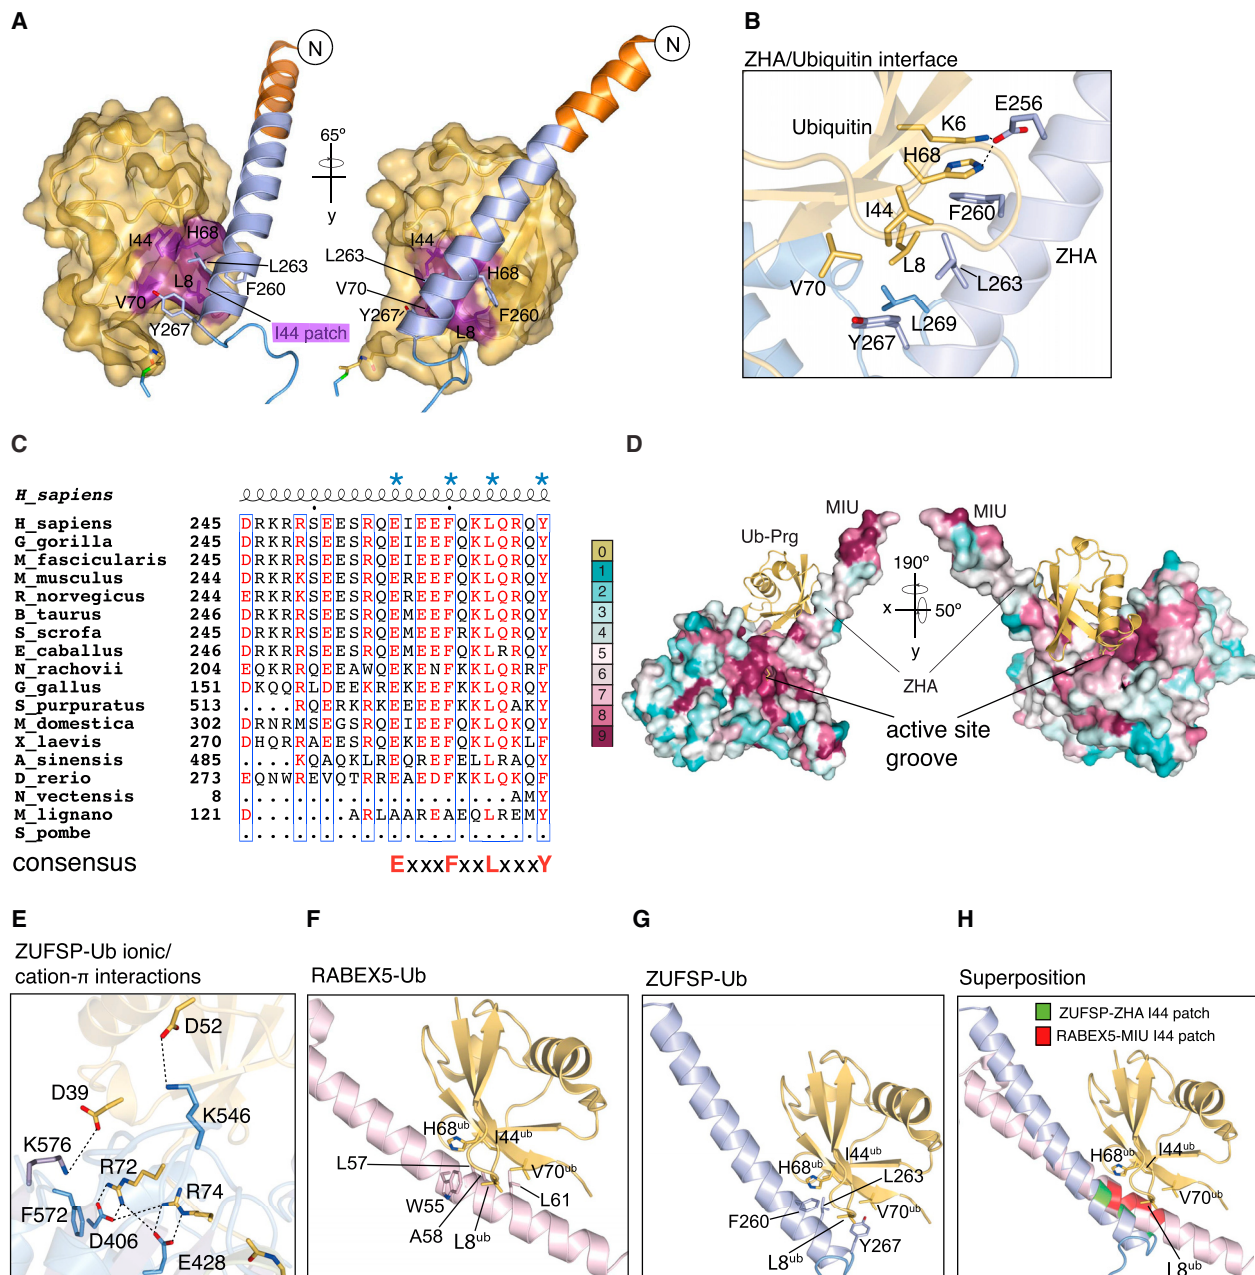 A
N
N
65º
y
I44
H68
L263
L8
F260
V70
Y267
I44 patch
I44
L263
H68
V70
Y267
F260
L8
B
ZHA/Ubiquitin interface
E256
K6
Ubiquitin
H68
I44
F260
L8
ZHA
V70
L263
L269
Y267
C
* * * *
H_sapiens
H_sapiens 245 DRKRRSEESRQEIEEFQKLQRQY
G_gorilla 245 DRKRRSEESRQEIEEFQKLQRQY
M_fascicularis 245 DRKRRSEESRQEIEEFQKLQRQY
M_musculus 244 DRKRRSEESRQEREEFQKLQRQY
R_norvegicus 244 ERKRRSEESRQEREEFQKLQRQY
B_taurus 246 DRKRRSEESRQEMEEFQKLQRQY
S_scrofa 245 DRKRRSEESRQEMEEFRKLQRQY
E_caballus 246 DRKRRSEESRQEMEEFQKLRRQY
N_rachovii 204 EQKRRQEEAWQEKENFKKLQRRF
G_gallus 151 DKQQRLDEEKREKEEFKKLQRQY
S_purpuratus 513 ....RQERKRKEEEFKKLQAKY
M_domestica 302 DRNRMSEGSRQEIEEFQKLQKQY
X_laevis 270 DHQRRAEESRQEKEEFQKLQKLF
A_sinensis 485 ....KQAQKLREQREFELLRAQY
D_rerio 273 EQNWREVQTRREAEDFKKLQKQF
N_vectensis 8 ....................AMY
M_lignano 121 D.......ARLAAREAEQLREMY
S_pombe .......................
consensus ExxxFxxLxxxY
0
1
2
3
4
5
6
7
8
9
D
MIU
MIU
Ub-Prg
190º
x
50º
y
ZHA
active site
groove
E
ZUFSP-Ub ionic/
cation-π interactions
D52
D39
K546
K576
R72
R74
F572
D406
E428
F
RABEX5-Ub
H68ᵘᵇ
I44ᵘᵇ
L57
V70ᵘᵇ
W55
L61
A58
L8ᵘᵇ
G
ZUFSP-Ub
I44ᵘᵇ
H68ᵘᵇ
L263
F260
V70ᵘᵇ
Y267
L8ᵘᵇ
H
Superposition
ZUFSP-ZHA I44 patch
RABEX5-MIU I44 patch
I44ᵘᵇ
H68ᵘᵇ
V70ᵘᵇ
L8ᵘᵇ